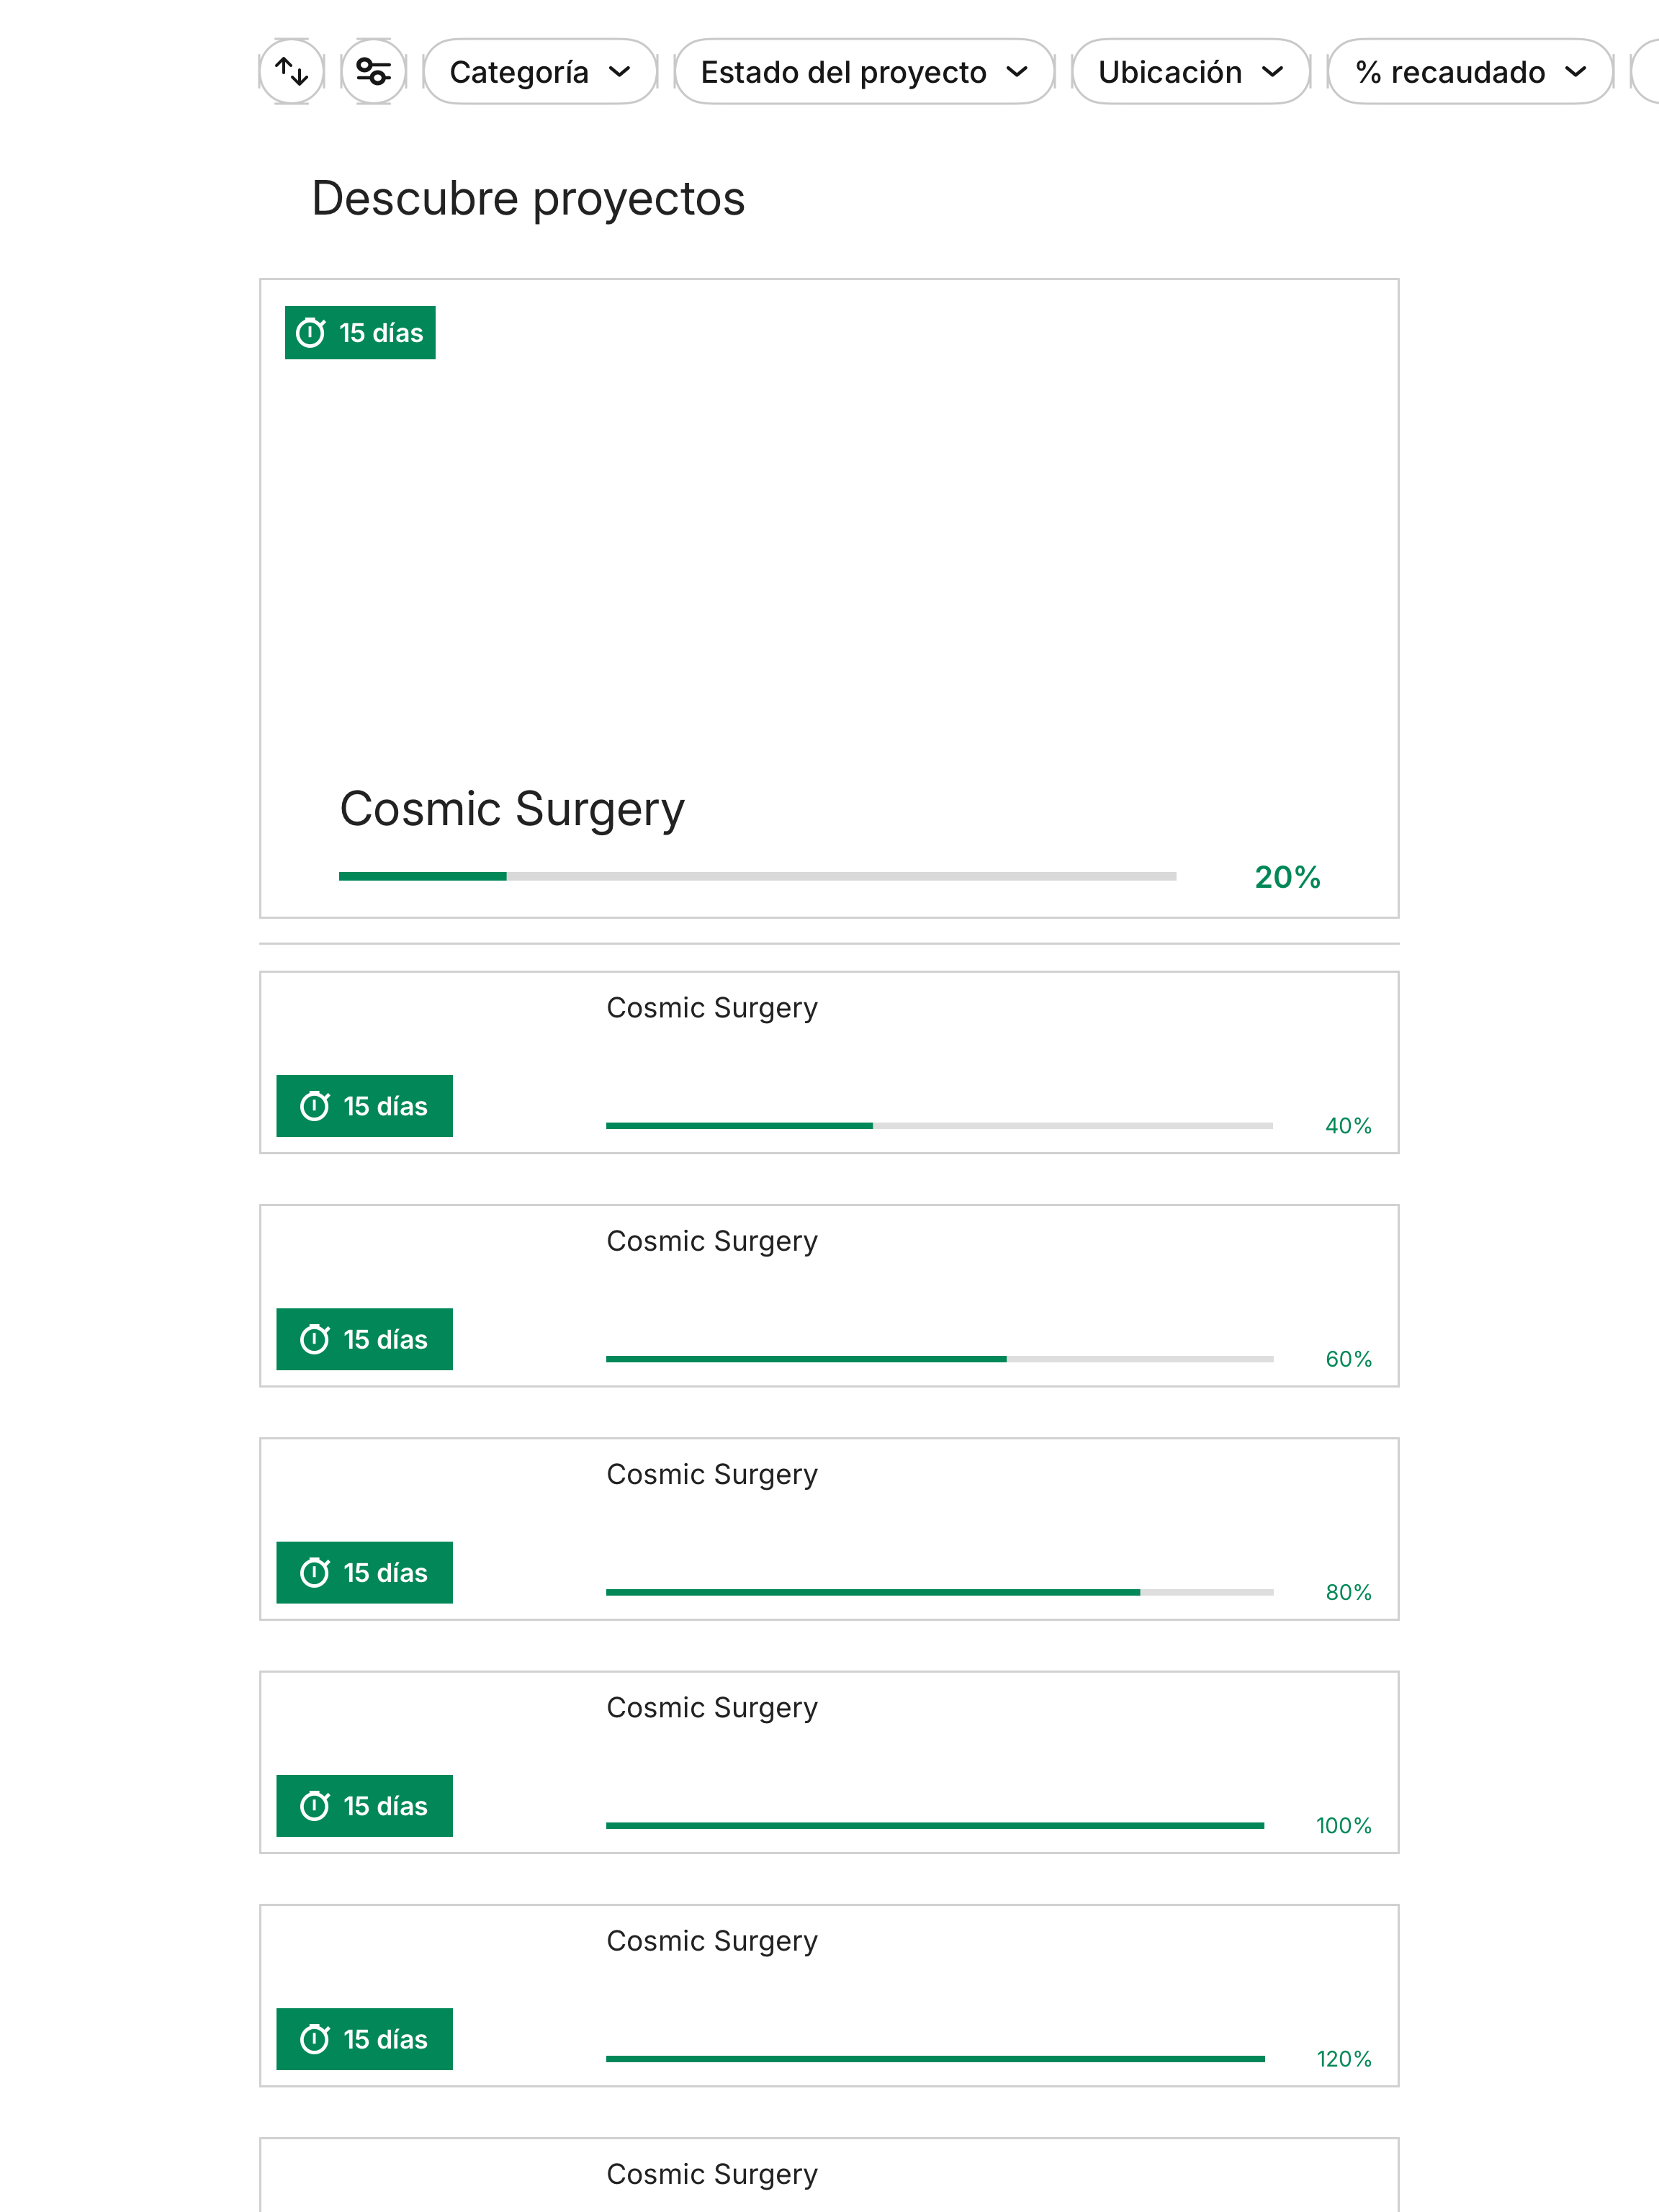 Categoría
Estado del proyecto
Ubicación
% recaudado
Descubre proyectos
15 días
Cosmic Surgery
20%
Cosmic Surgery
15 días
40%
Cosmic Surgery
15 días
60%
Cosmic Surgery
15 días
80%
Cosmic Surgery
15 días
100%
Cosmic Surgery
15 días
120%
Cosmic Surgery